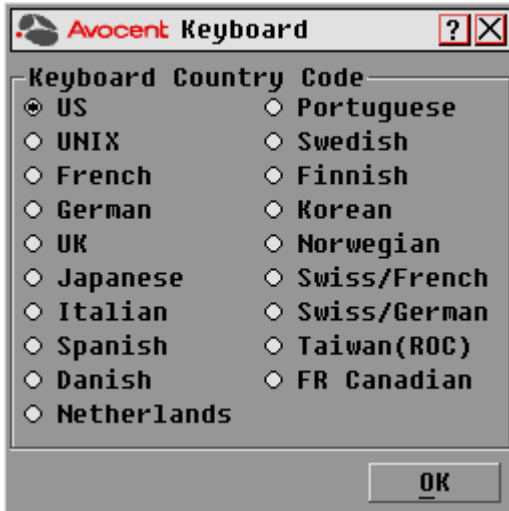 Avocent Keyboard ? X
Keyboard Country Code
US
UNIX
French
German
UK
Japanese
Italian
Spanish
Danish
Netherlands
Portuguese
Swedish
Finnish
Korean
Norwegian
Swiss/French
Swiss/German
Taiwan(ROC)
FR Canadian
OK